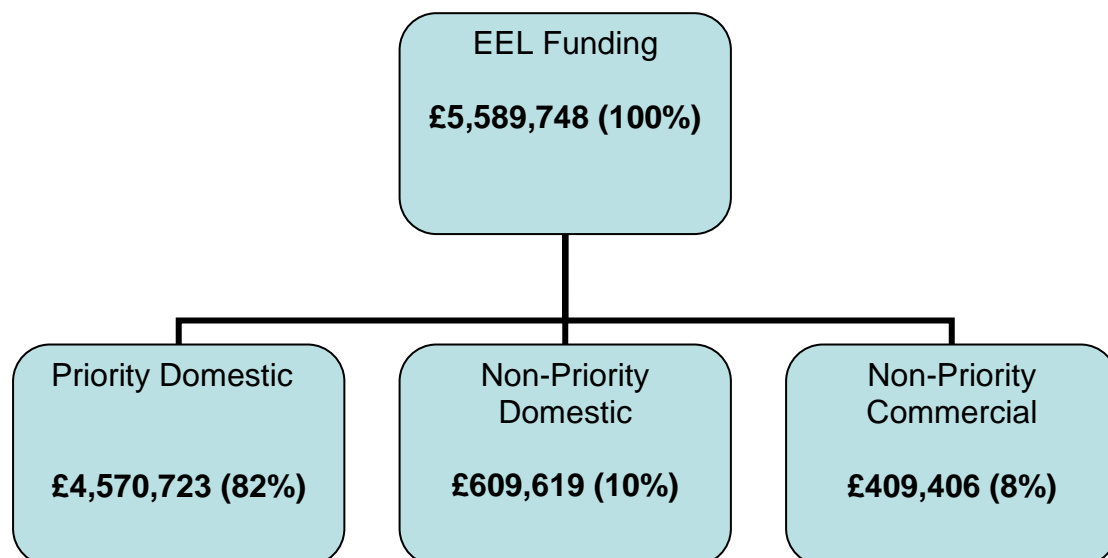 EEL Funding
£5,589,748 (100%)
Priority Domestic
£4,570,723 (82%)
Non-Priority
Domestic
£609,619 (10%)
Non-Priority
Commercial
£409,406 (8%)